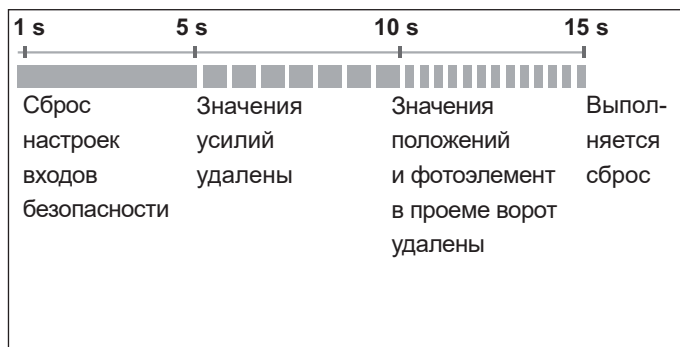 1 s 5 s 10 s 15 s
Сброс
настроек
входов
безопасности
Значения
усилий
удалены
Значения
положений
и фотоэлемент
в проеме ворот
удалены
Выпол-
няется
сброс